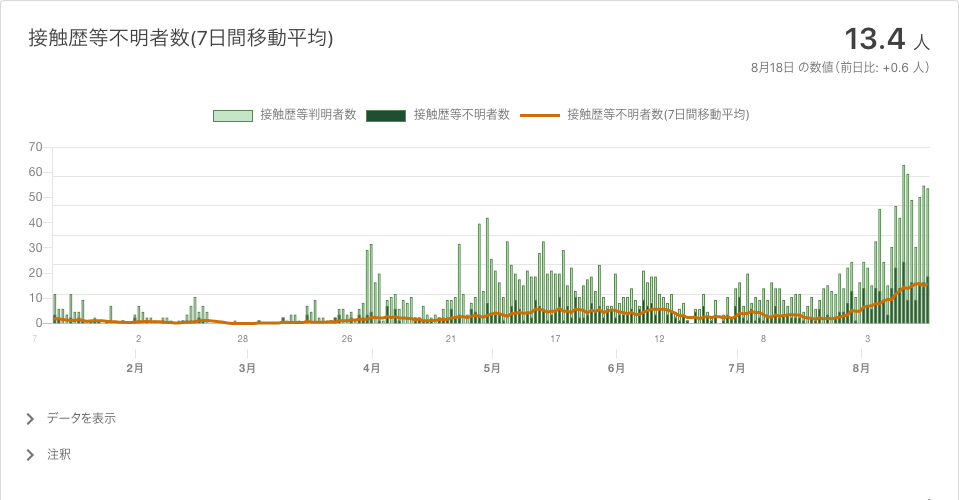 接触歴等不明者数(7日間移動平均)
13.4 人
8月18日 の数値(前日比: +0.6 人)
接触歴等判明者数 接触歴等不明者数 接触歴等不明者数(7日間移動平均)
70
60
50
40
30
20
10
0
7 2 28 26 21 17 12 8 3
2月 3月 4月 5月 6月 7月 8月
データを表示
注釈